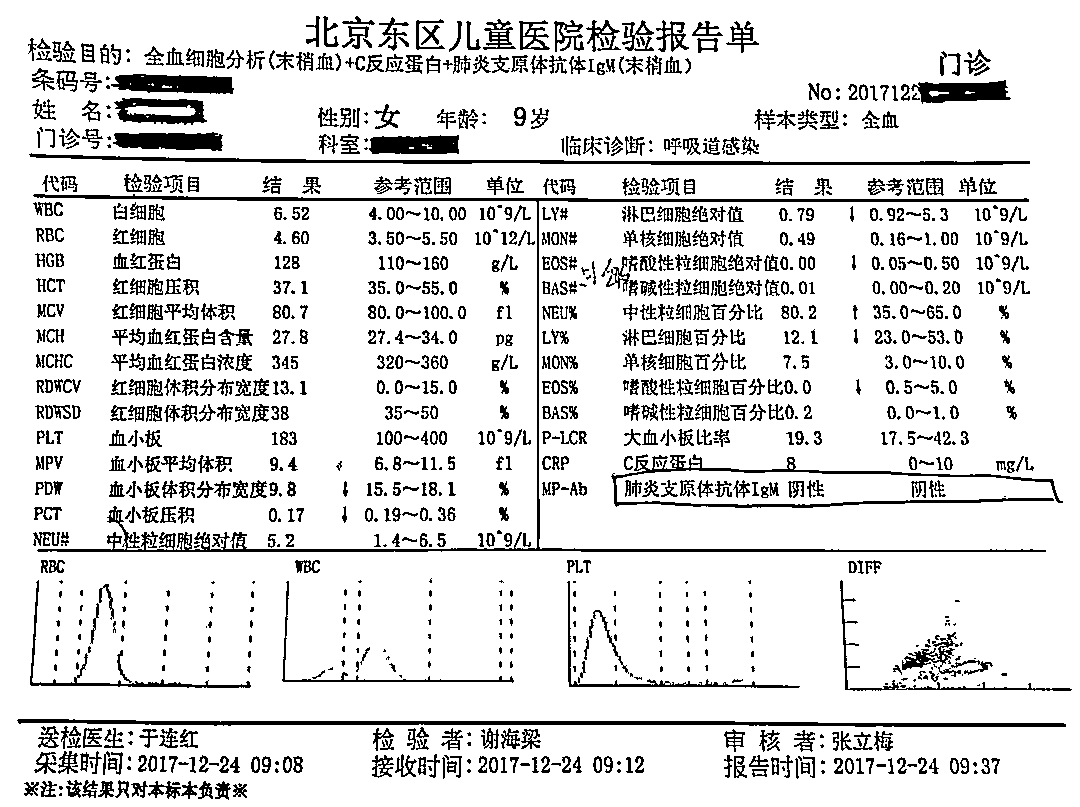 北京东区儿童医院检验报告单
检验目的: 全血细胞分析(末梢血)+C反应蛋白+肺炎支原体抗体IgM(末梢血)
门诊
条码号:
No: 2017122
姓 名:
性别: 女 年龄: 9岁
样本类型: 全血
门诊号:
科室:
临床诊断: 呼吸道感染
代码 检验项目 结 果 参考范围 单位 代码 检验项目 结 果 参考范围 单位
WBC 白细胞 6.52 4.00~10.00 10^9/L LY# 淋巴细胞绝对值 0.79 ↓ 0.92~5.3 10^9/L
RBC 红细胞 4.60 3.50~5.50 10^12/L MON# 单核细胞绝对值 0.49 0.16~1.00 10^9/L
HGB 血红蛋白 128 110~160 g/L EOS# 嗜酸性粒细胞绝对值0.00 ↓ 0.05~0.50 10^9/L
HCT 红细胞压积 37.1 35.0~55.0 % BAS# 嗜碱性粒细胞绝对值0.01 0.00~0.20 10^9/L
MCV 红细胞平均体积 80.7 80.0~100.0 fl NEU% 中性粒细胞百分比 80.2 ↑ 35.0~65.0 %
MCH 平均血红蛋白含量 27.8 27.4~34.0 pg LY% 淋巴细胞百分比 12.1 ↓ 23.0~53.0 %
MCHC 平均血红蛋白浓度 345 320~360 g/L MON% 单核细胞百分比 7.5 3.0~10.0 %
RDWCV 红细胞体积分布宽度13.1 0.0~15.0 % EOS% 嗜酸性粒细胞百分比0.0 ↓ 0.5~5.0 %
RDWSD 红细胞体积分布宽度38 35~50 % BAS% 嗜碱性粒细胞百分比0.2 0.0~1.0 %
PLT 血小板 183 100~400 10^9/L P-LCR 大血小板比率 19.3 17.5~42.3
MPV 血小板平均体积 9.4 6.8~11.5 fl CRP C反应蛋白 8 0~10 mg/L
PDW 血小板体积分布宽度9.8 ↓ 15.5~18.1 % MP-Ab 肺炎支原体抗体IgM 阴性 阴性
PCT 血小板压积 0.17 ↓ 0.19~0.36 %
NEU# 中性粒细胞绝对值 5.2 1.4~6.5 10^9/L
RBC WBC PLT DIFF
送检医生: 于连红 检 验 者: 谢海梁 审 核 者: 张立梅
采集时间: 2017-12-24 09:08 接收时间: 2017-12-24 09:12 报告时间: 2017-12-24 09:37
※注:该结果只对本标本负责※